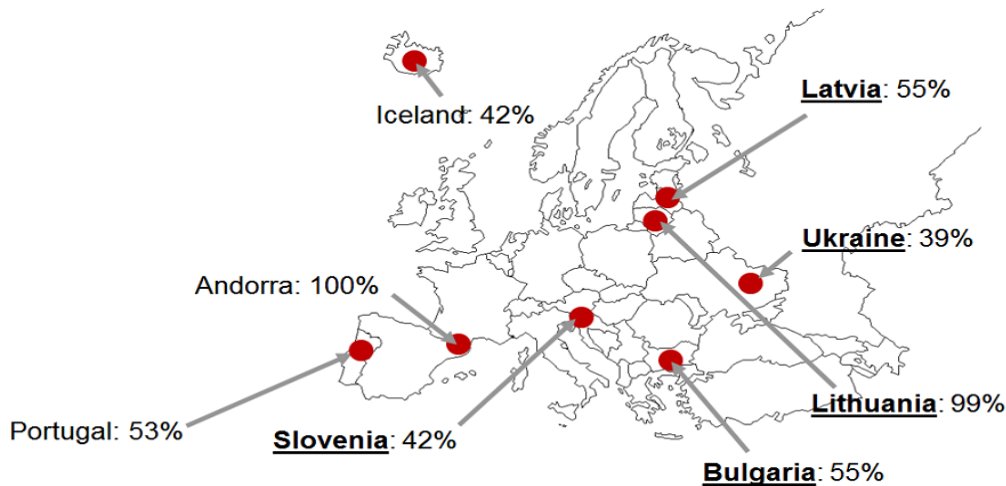 Latvia: 55%
Iceland: 42%
Ukraine: 39%
Andorra: 100%
Lithuania: 99%
Portugal: 53%
Slovenia: 42%
Bulgaria: 55%